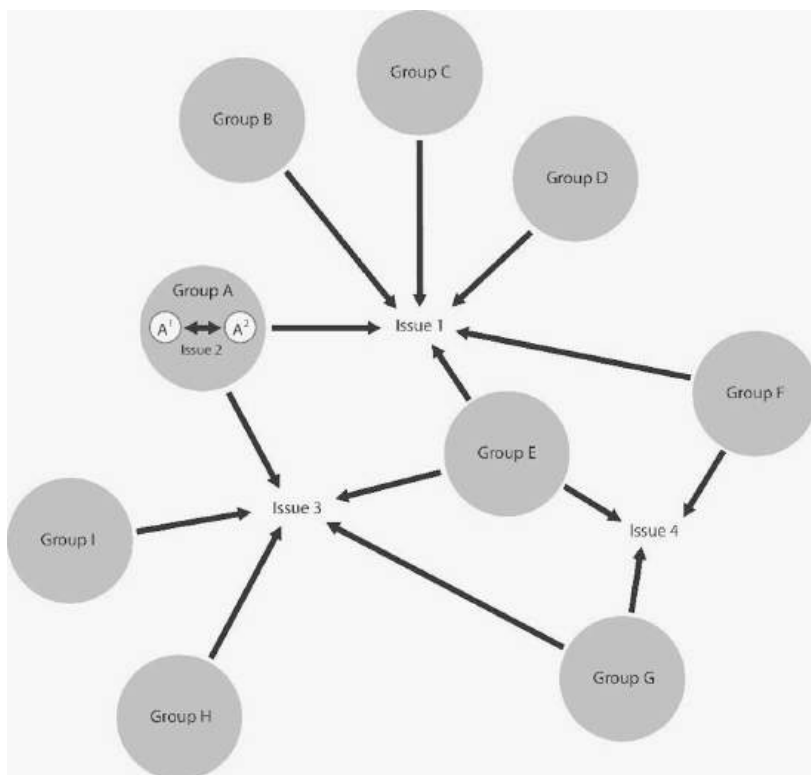 Group C
Group B
Group D
Group A
A¹ A²
Issue 2
Issue 1
Group F
Group E
Issue 3
Issue 4
Group I
Group G
Group H